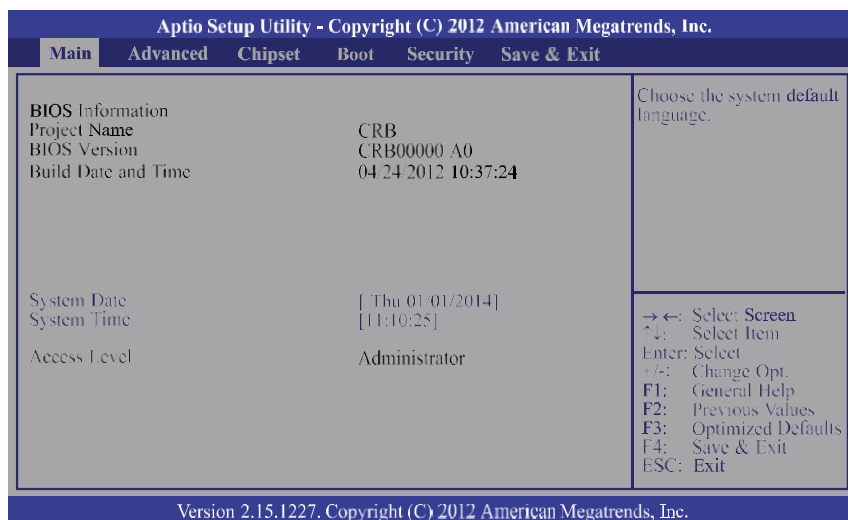 Aptio Setup Utility - Copyright (C) 2012 American Megatrends, Inc.
Main Advanced Chipset Boot Security Save & Exit
BIOS Information
Project Name CRB
BIOS Version CRB00000 A0
Build Date and Time 04/24/2012 10:37:24
System Date [ Thu 01/01/2014]
System Time [11:10:25]
Access Level Administrator
Choose the system default
language.
→ ←: Select Screen
↑↓: Select Item
Enter: Select
+/-: Change Opt.
F1: General Help
F2: Previous Values
F3: Optimized Defaults
F4: Save & Exit
ESC: Exit
Version 2.15.1227. Copyright (C) 2012 American Megatrends, Inc.